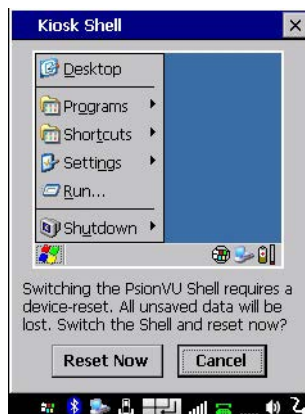 Kiosk Shell
Desktop
Programs
Shortcuts
Settings
Run...
Shutdown
Switching the PsionVU Shell requires a
device-reset. All unsaved data will be
lost. Switch the Shell and reset now?
Reset Now Cancel